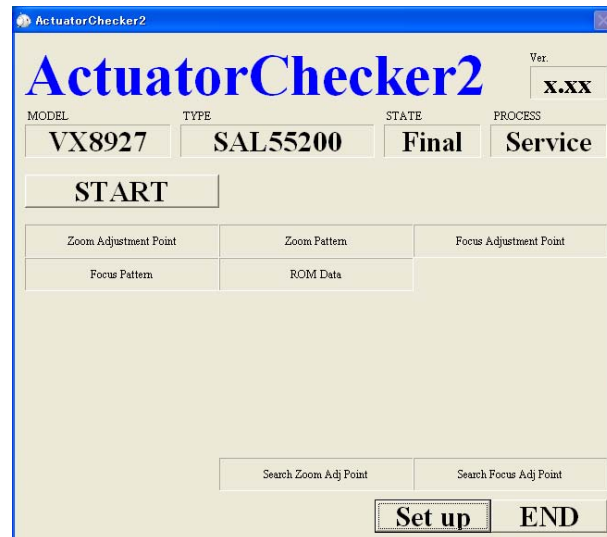 ActuatorChecker2
ActuatorChecker2
Ver.
x.xx
MODEL TYPE STATE PROCESS
VX8927 SAL55200 Final Service
START
Zoom Adjustment Point Zoom Pattern Focus Adjustment Point
Focus Pattern ROM Data
Search Zoom Adj Point Search Focus Adj Point
Set up END